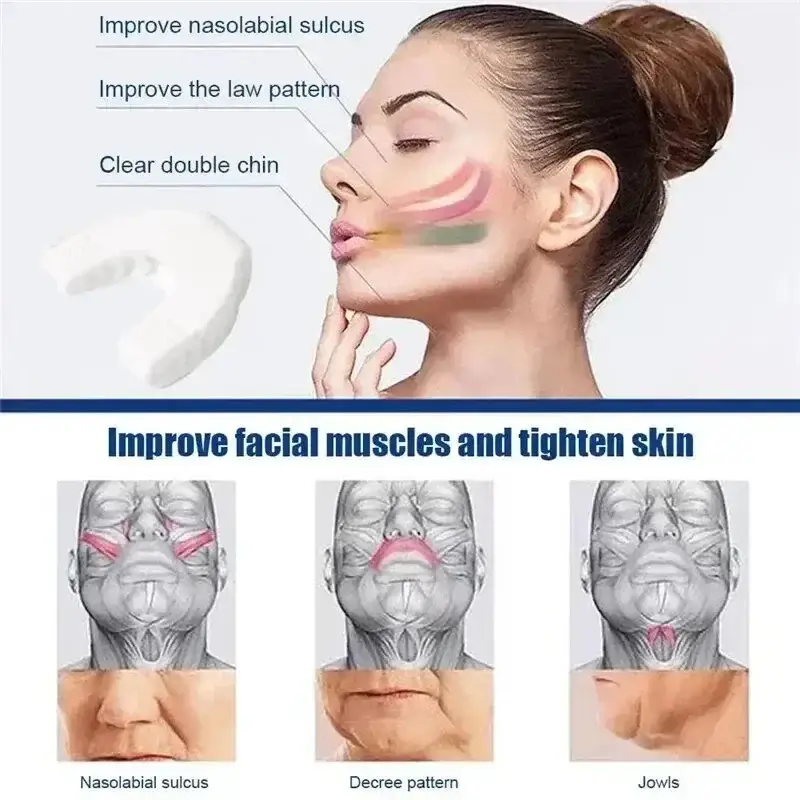 Improve nasolabial sulcus
Improve the law pattern
Clear double chin
Improve facial muscles and tighten skin
Nasolabial sulcus
Decree pattern
Jowls